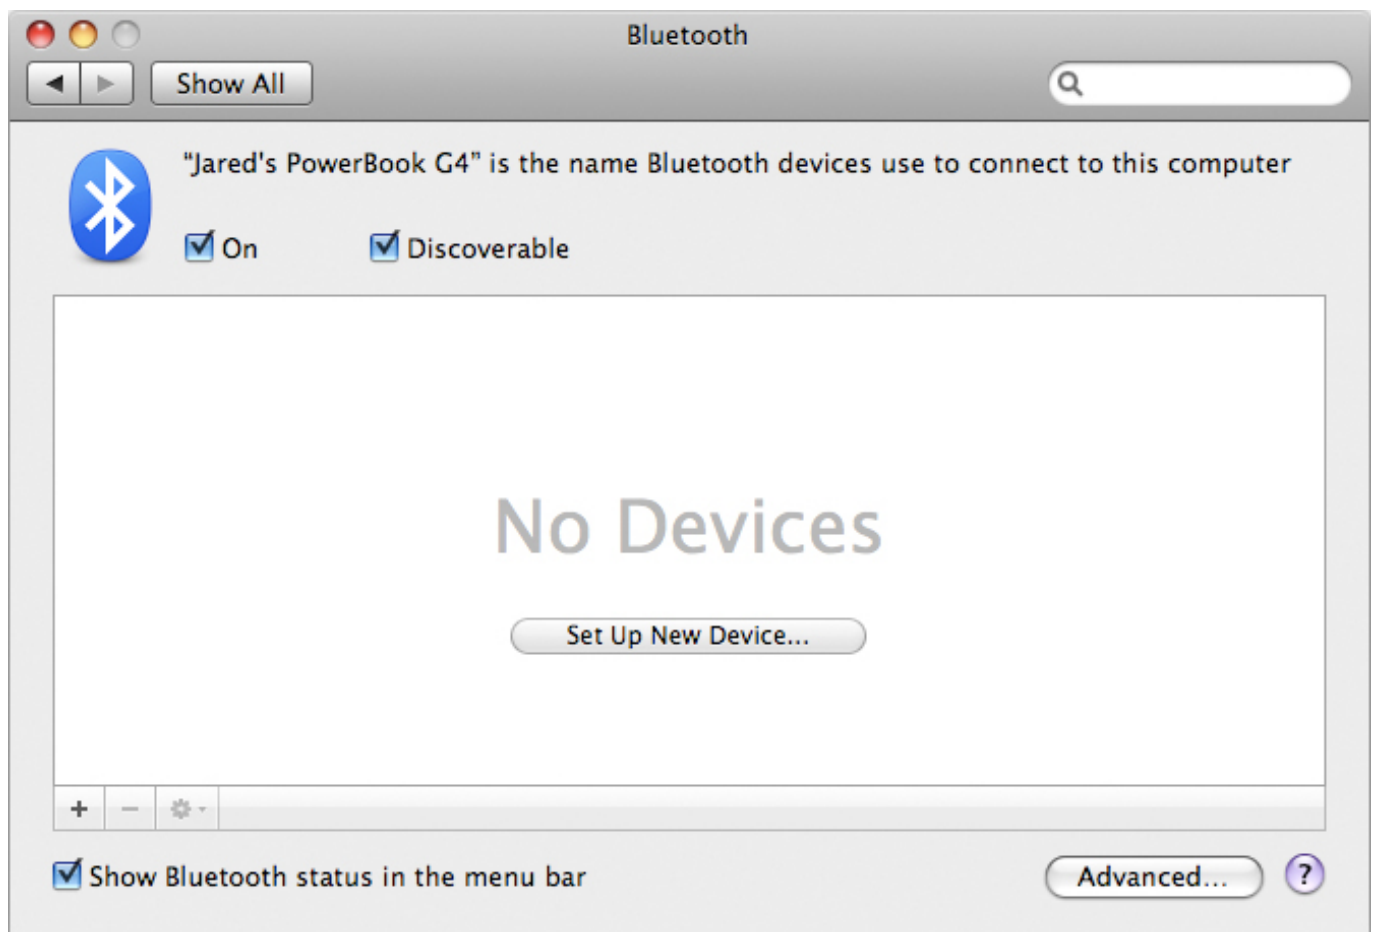 Bluetooth
Show All
“Jared's PowerBook G4” is the name Bluetooth devices use to connect to this computer
On
Discoverable
No Devices
Set Up New Device...
+ −
Show Bluetooth status in the menu bar
Advanced... ?